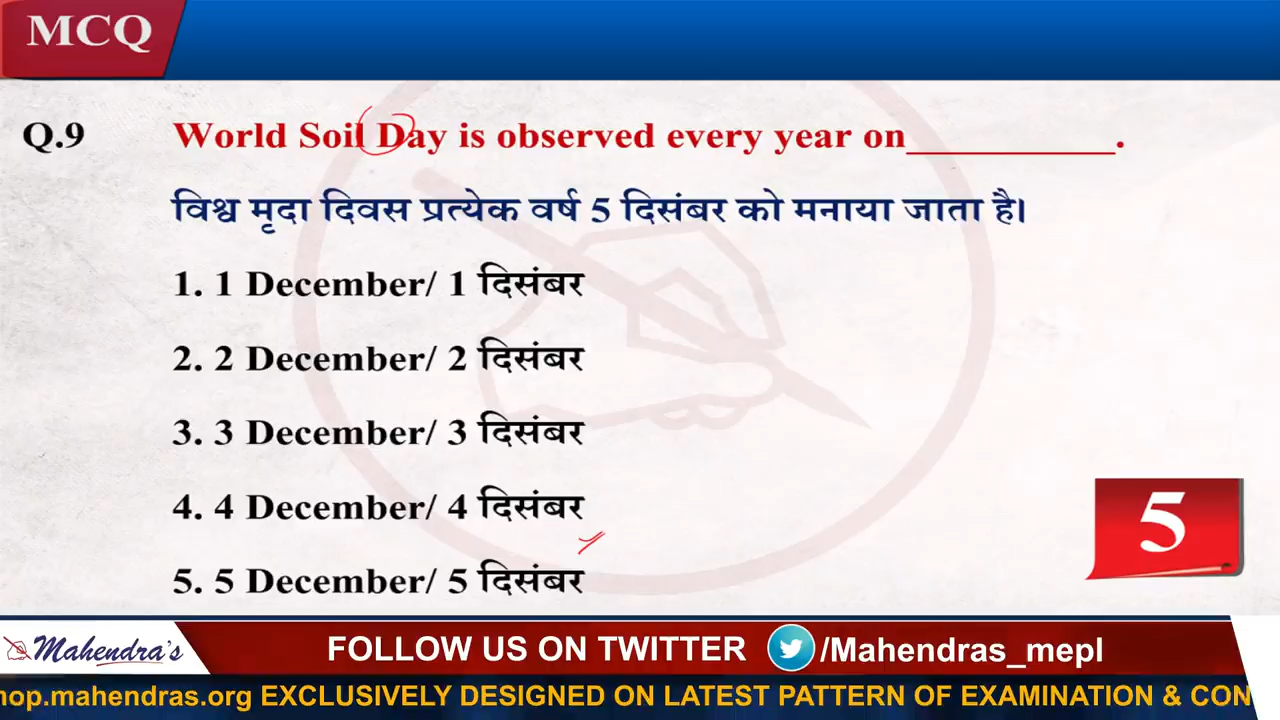 MCQ
Q.9 World Soil Day is observed every year on__________.
विश्व मृदा दिवस प्रत्येक वर्ष 5 दिसंबर को मनाया जाता है।
1. 1 December/ 1 दिसंबर
2. 2 December/ 2 दिसंबर
3. 3 December/ 3 दिसंबर
4. 4 December/ 4 दिसंबर
5. 5 December/ 5 दिसंबर
5
Mahendra's FOLLOW US ON TWITTER /Mahendras_mepl
hop.mahendras.org EXCLUSIVELY DESIGNED ON LATEST PATTERN OF EXAMINATION & CON